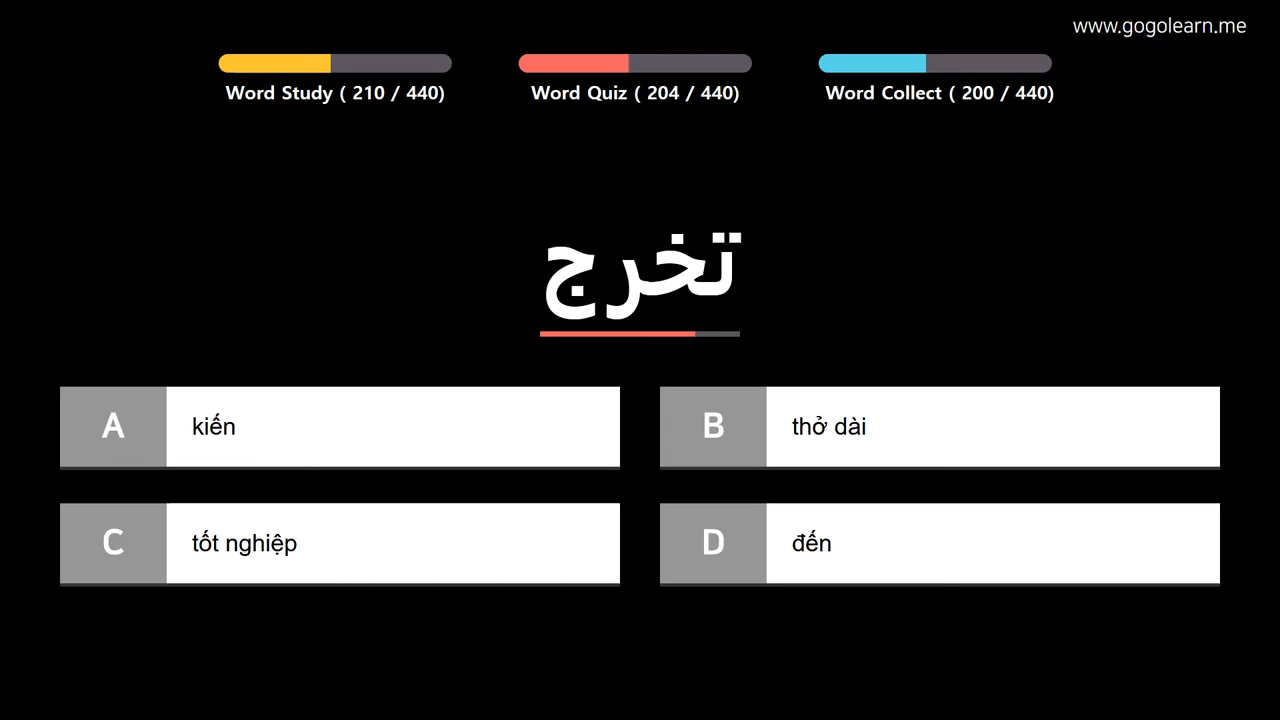 www.gogolearn.me
Word Study ( 210 / 440)
Word Quiz ( 204 / 440)
Word Collect ( 200 / 440)
تخرج
A kiến
B thở dài
C tốt nghiệp
D đến